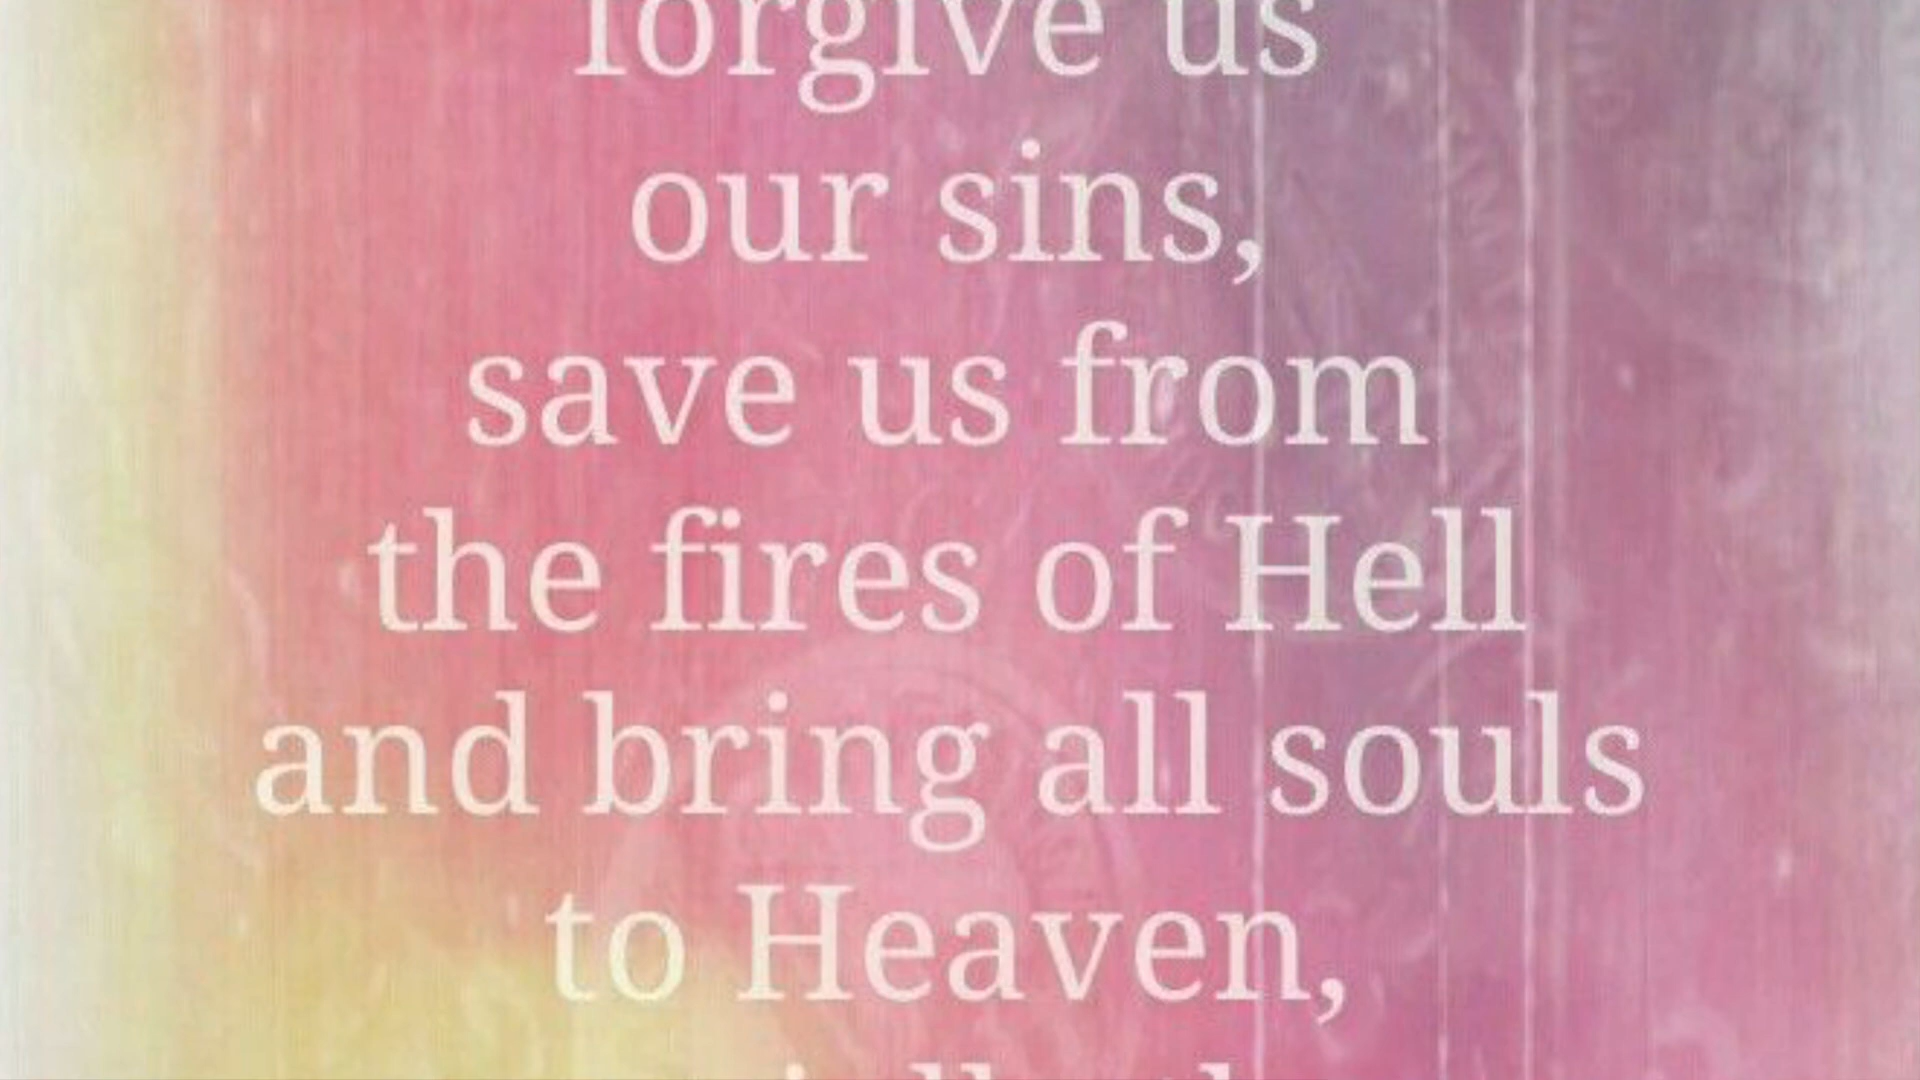 forgive us
our sins,
save us from
the fires of Hell
and bring all souls
to Heaven,